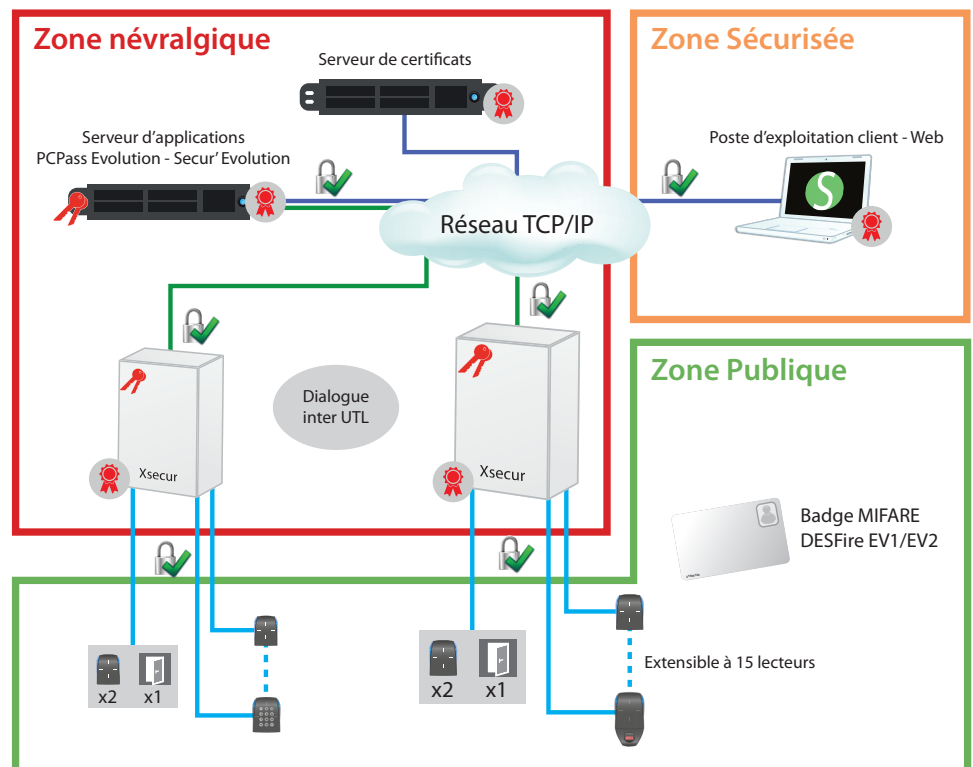 Zone névralgique
Serveur de certificats
Serveur d'applications
PCPass Evolution - Secur' Evolution
Réseau TCP/IP
Zone Sécurisée
Poste d'exploitation client - Web
S
Dialogue
inter UTL
Xsecur
Xsecur
Zone Publique
Badge MIFARE
DESFire EV1/EV2
x2
x1
x2
x1
Extensible à 15 lecteurs